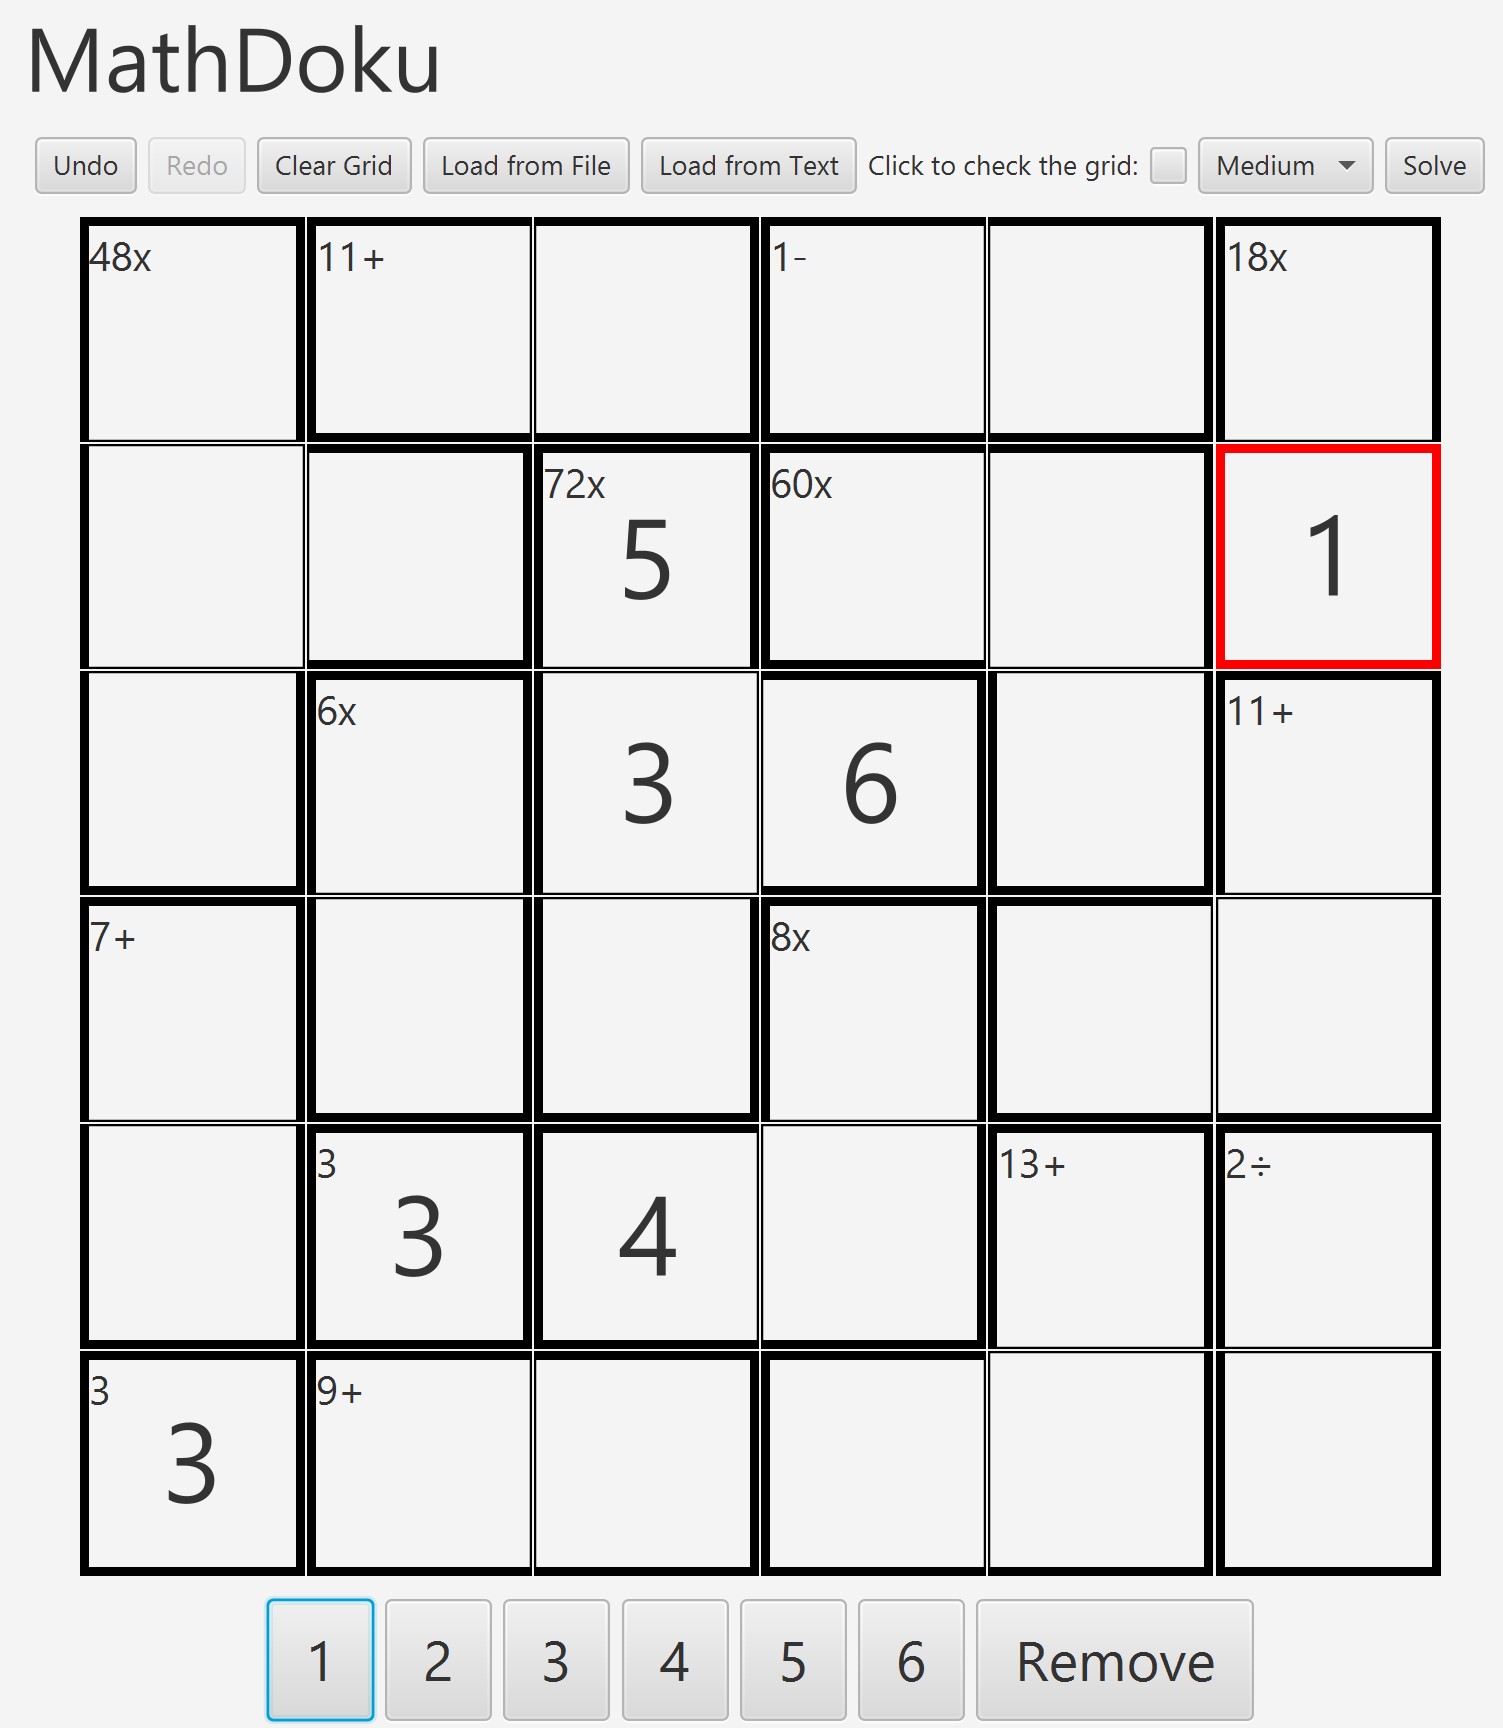 MathDoku
Undo Redo Clear Grid Load from File Load from Text Click to check the grid: Medium Solve
48x 11+ 1- 18x
72x 60x
5 1
6x 11+
3 6
7+ 8x
3 13+ 2÷
3 4
3 9+
3
1 2 3 4 5 6 Remove